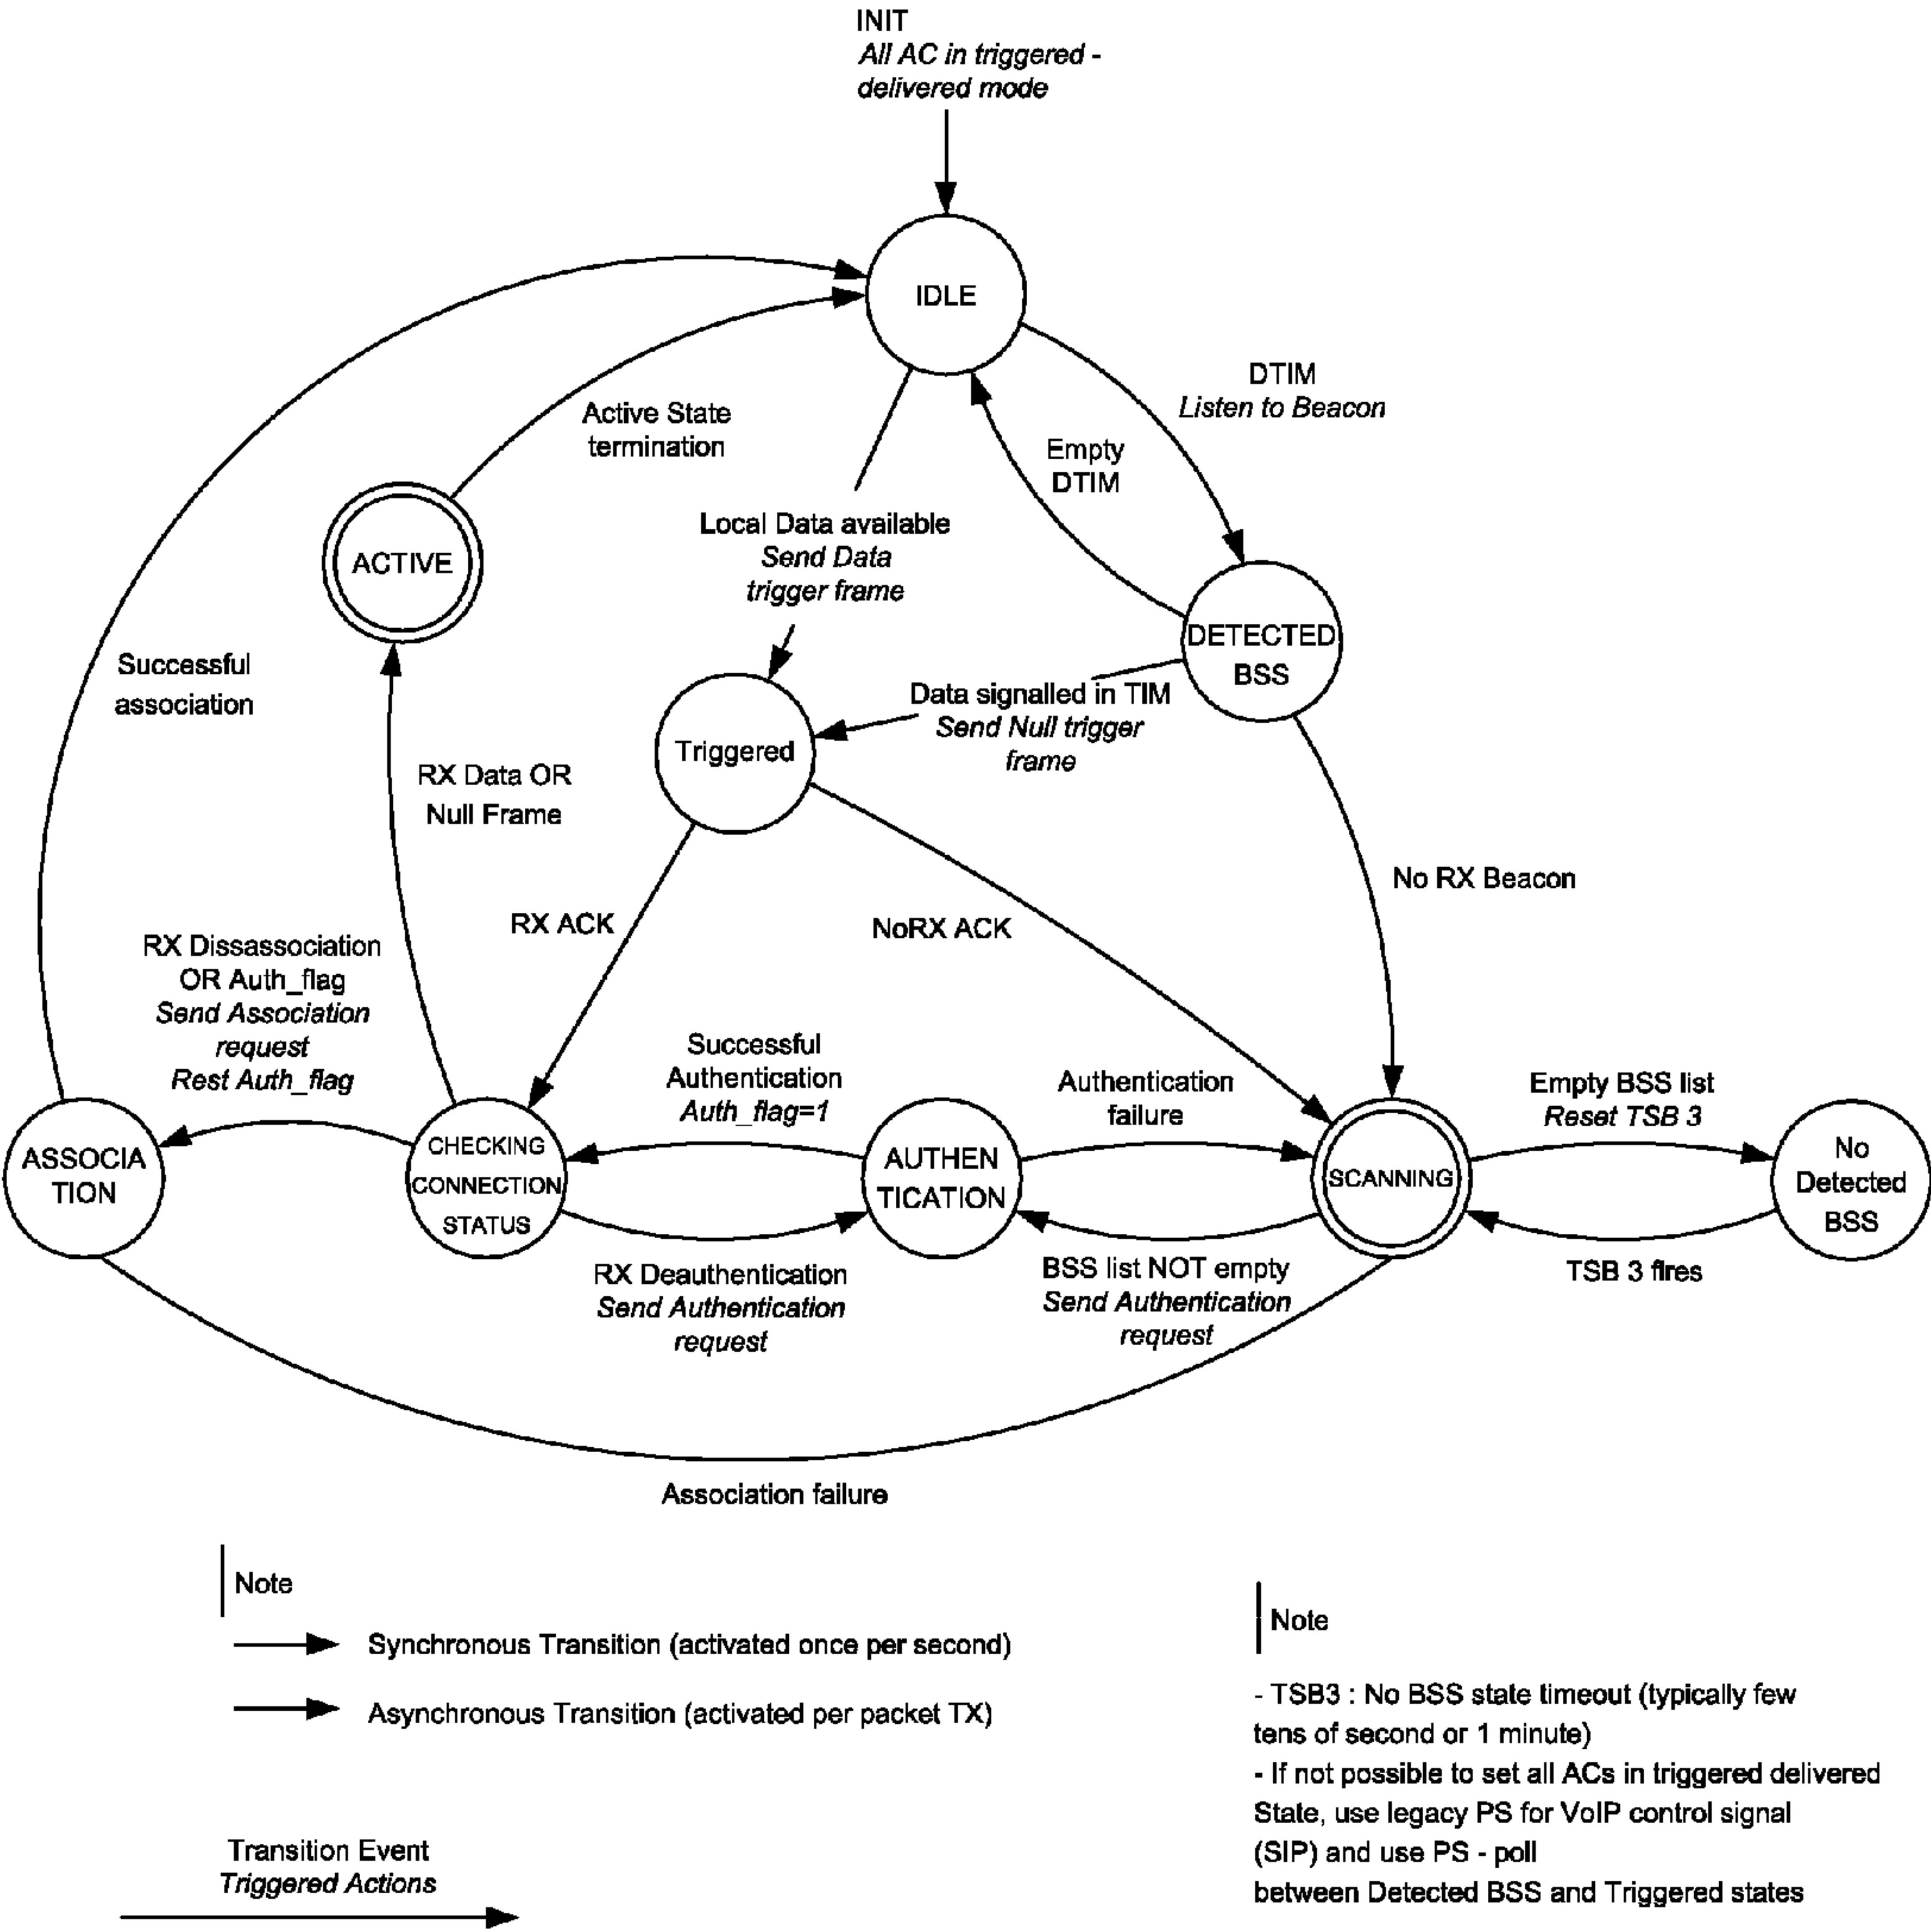 INIT
All AC in triggered -
delivered mode
IDLE
DTIM
Listen to Beacon
Active State
termination
Empty
DTIM
Local Data available
Send Data
trigger frame
ACTIVE
DETECTED
BSS
Successful
association
Data signalled in TIM
Send Null trigger
frame
Triggered
RX Data OR
Null Frame
No RX Beacon
RX ACK
NoRX ACK
RX Dissassociation
OR Auth_flag
Send Association
request
Rest Auth_flag
Successful
Authentication
Auth_flag=1
Authentication
failure
Empty BSS list
Reset TSB 3
ASSOCIA
TION
CHECKING
CONNECTION
STATUS
AUTHEN
TICATION
SCANNING
No
Detected
BSS
RX Deauthentication
Send Authentication
request
BSS list NOT empty
Send Authentication
request
TSB 3 fires
Association failure
Note
Synchronous Transition (activated once per second)
Asynchronous Transition (activated per packet TX)
Transition Event
Triggered Actions
Note
- TSB3 : No BSS state timeout (typically few
tens of second or 1 minute)
- If not possible to set all ACs in triggered delivered
State, use legacy PS for VoIP control signal
(SIP) and use PS - poll
between Detected BSS and Triggered states